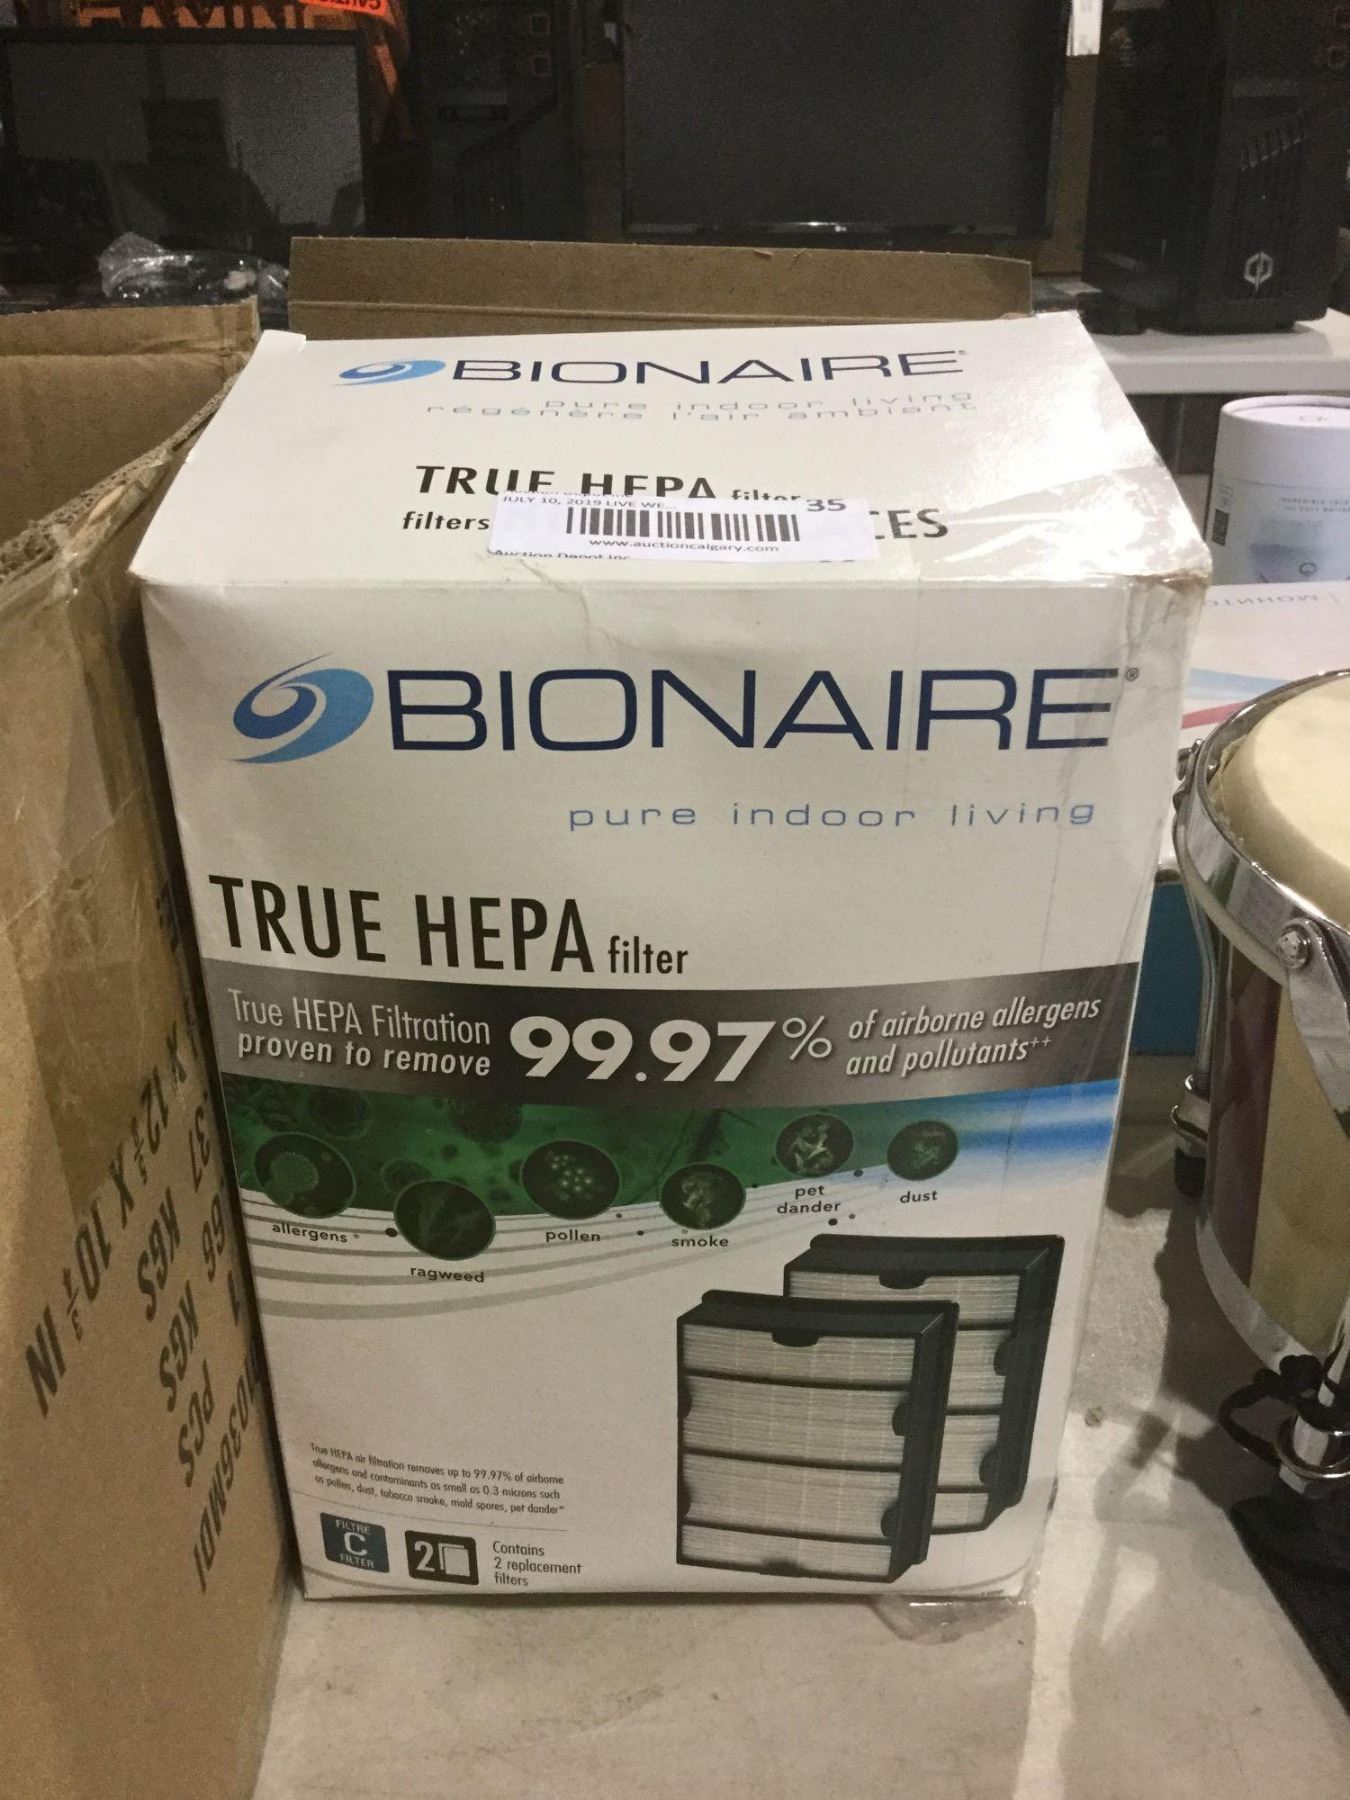 BIONAIRE
pure indoor living
régénère l'air ambiant
TRUE HEPA filter
filters
CES
JULY 10, 2019 LIVE WE... 35
www.auctioncalgary.com
Auction Depot Inc
BIONAIRE®
pure indoor living
TRUE HEPA filter
True HEPA Filtration
proven to remove
99.97%
of airborne allergens
and pollutants++
allergens
ragweed
pollen
smoke
pet
dander
dust
True HEPA air filtration removes up to 99.97% of airborne
allergens and contaminants as small as 0.3 microns such
as pollen, dust, tobacco smoke, mold spores, pet dander
FILTRE
C
FILTER
2
Contains
2 replacement
filters
KGS
KGS
PCS